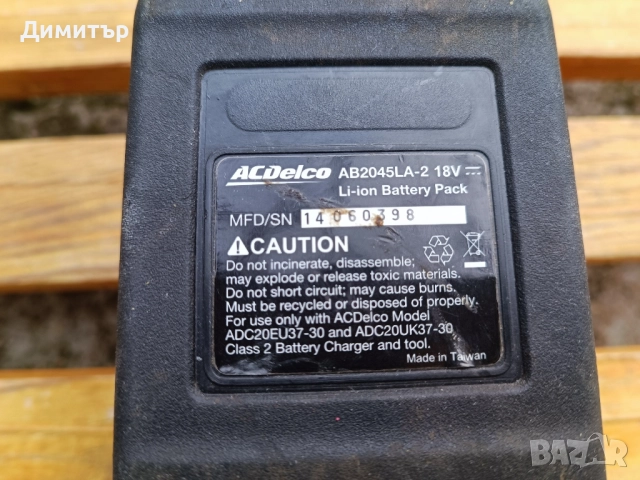 Димитър
ACDelco AB2045LA-2 18V
Li-ion Battery Pack
MFD/SN 14060398
CAUTION
Do not incinerate, disassemble;
may explode or release toxic materials.
Do not short circuit; may cause burns.
Must be recycled or disposed of properly.
For use only with ACDelco Model
ADC20EU37-30 and ADC20UK37-30
Class 2 Battery Charger and tool.
Made in Taiwan
BAZAR